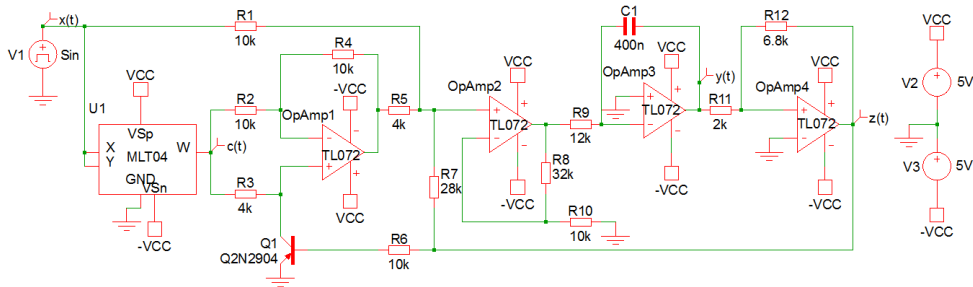 x(t)
R1
10k
C1
400n
R12
6.8k
V1
Sin
VCC
R4
10k
-VCC
VCC
VCC
VCC
VCC
OpAmp3
OpAmp1
OpAmp2
OpAmp4
y(t)
V2
5V
U1
R2
10k
R5
4k
R9
12k
R11
2k
z(t)
VSp
X
Y
MLT04
W
GND
VSn
c(t)
TL072
TL072
TL072
TL072
R3
4k
R7
28k
R8
32k
V3
5V
VCC
-VCC
-VCC
-VCC
R10
10k
-VCC
-VCC
Q1
Q2N2904
R6
10k